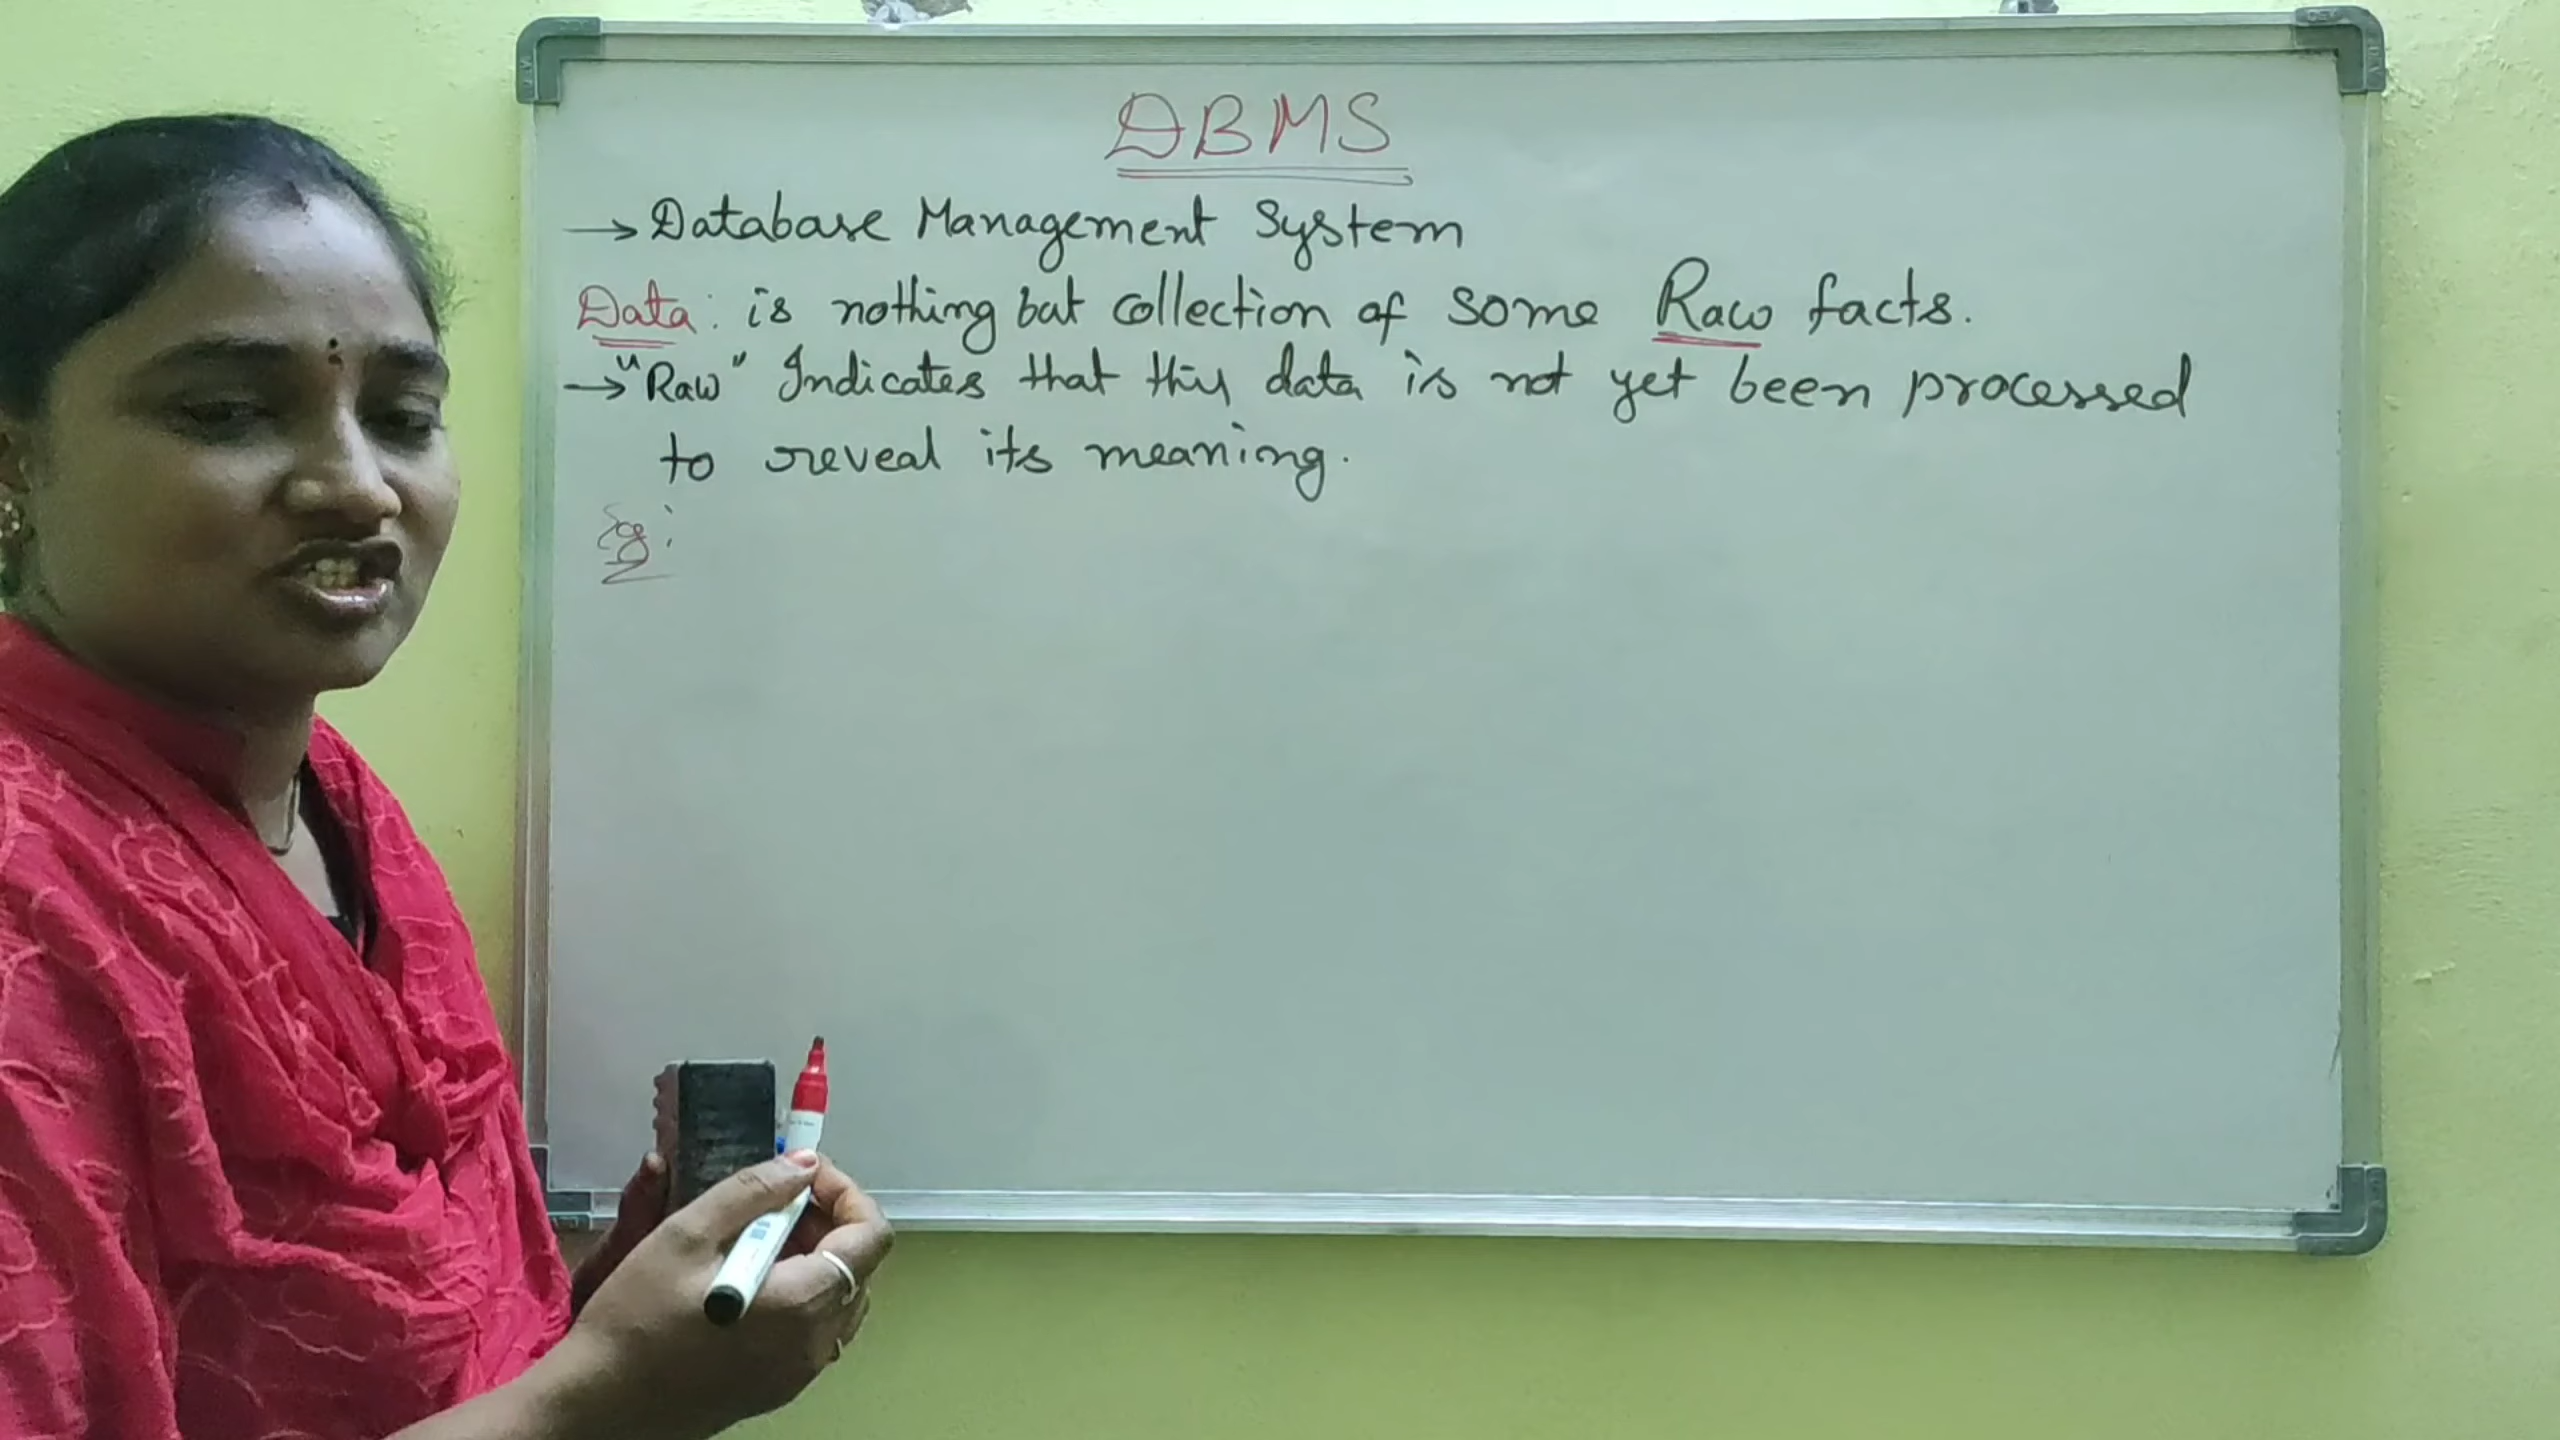 DBMS
→ Database Management System
Data: is nothing but collection of some Raw facts.
→ "Raw" Indicates that this data is not yet been processed
to reveal its meaning.
Eg: